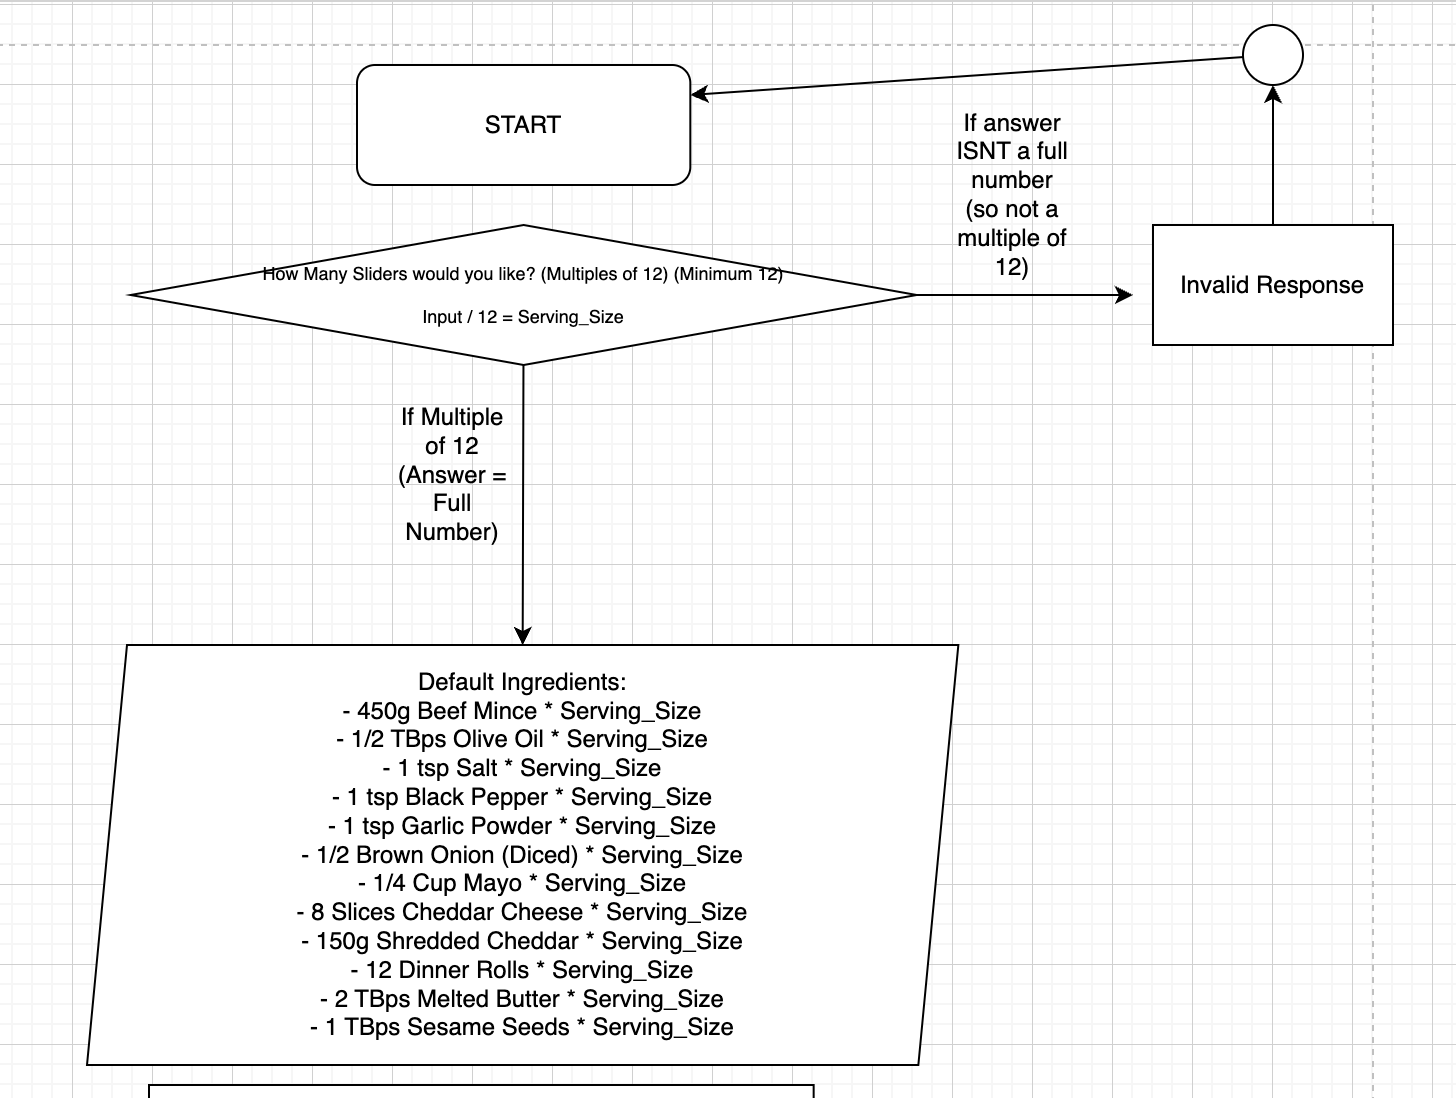 START
If answer
ISNT a full
number
(so not a
multiple of
12)
How Many Sliders would you like? (Multiples of 12) (Minimum 12)
Input / 12 = Serving_Size
Invalid Response
If Multiple
of 12
(Answer =
Full
Number)
Default Ingredients:
- 450g Beef Mince * Serving_Size
- 1/2 TBps Olive Oil * Serving_Size
- 1 tsp Salt * Serving_Size
- 1 tsp Black Pepper * Serving_Size
- 1 tsp Garlic Powder * Serving_Size
- 1/2 Brown Onion (Diced) * Serving_Size
- 1/4 Cup Mayo * Serving_Size
- 8 Slices Cheddar Cheese * Serving_Size
- 150g Shredded Cheddar * Serving_Size
- 12 Dinner Rolls * Serving_Size
- 2 TBps Melted Butter * Serving_Size
- 1 TBps Sesame Seeds * Serving_Size